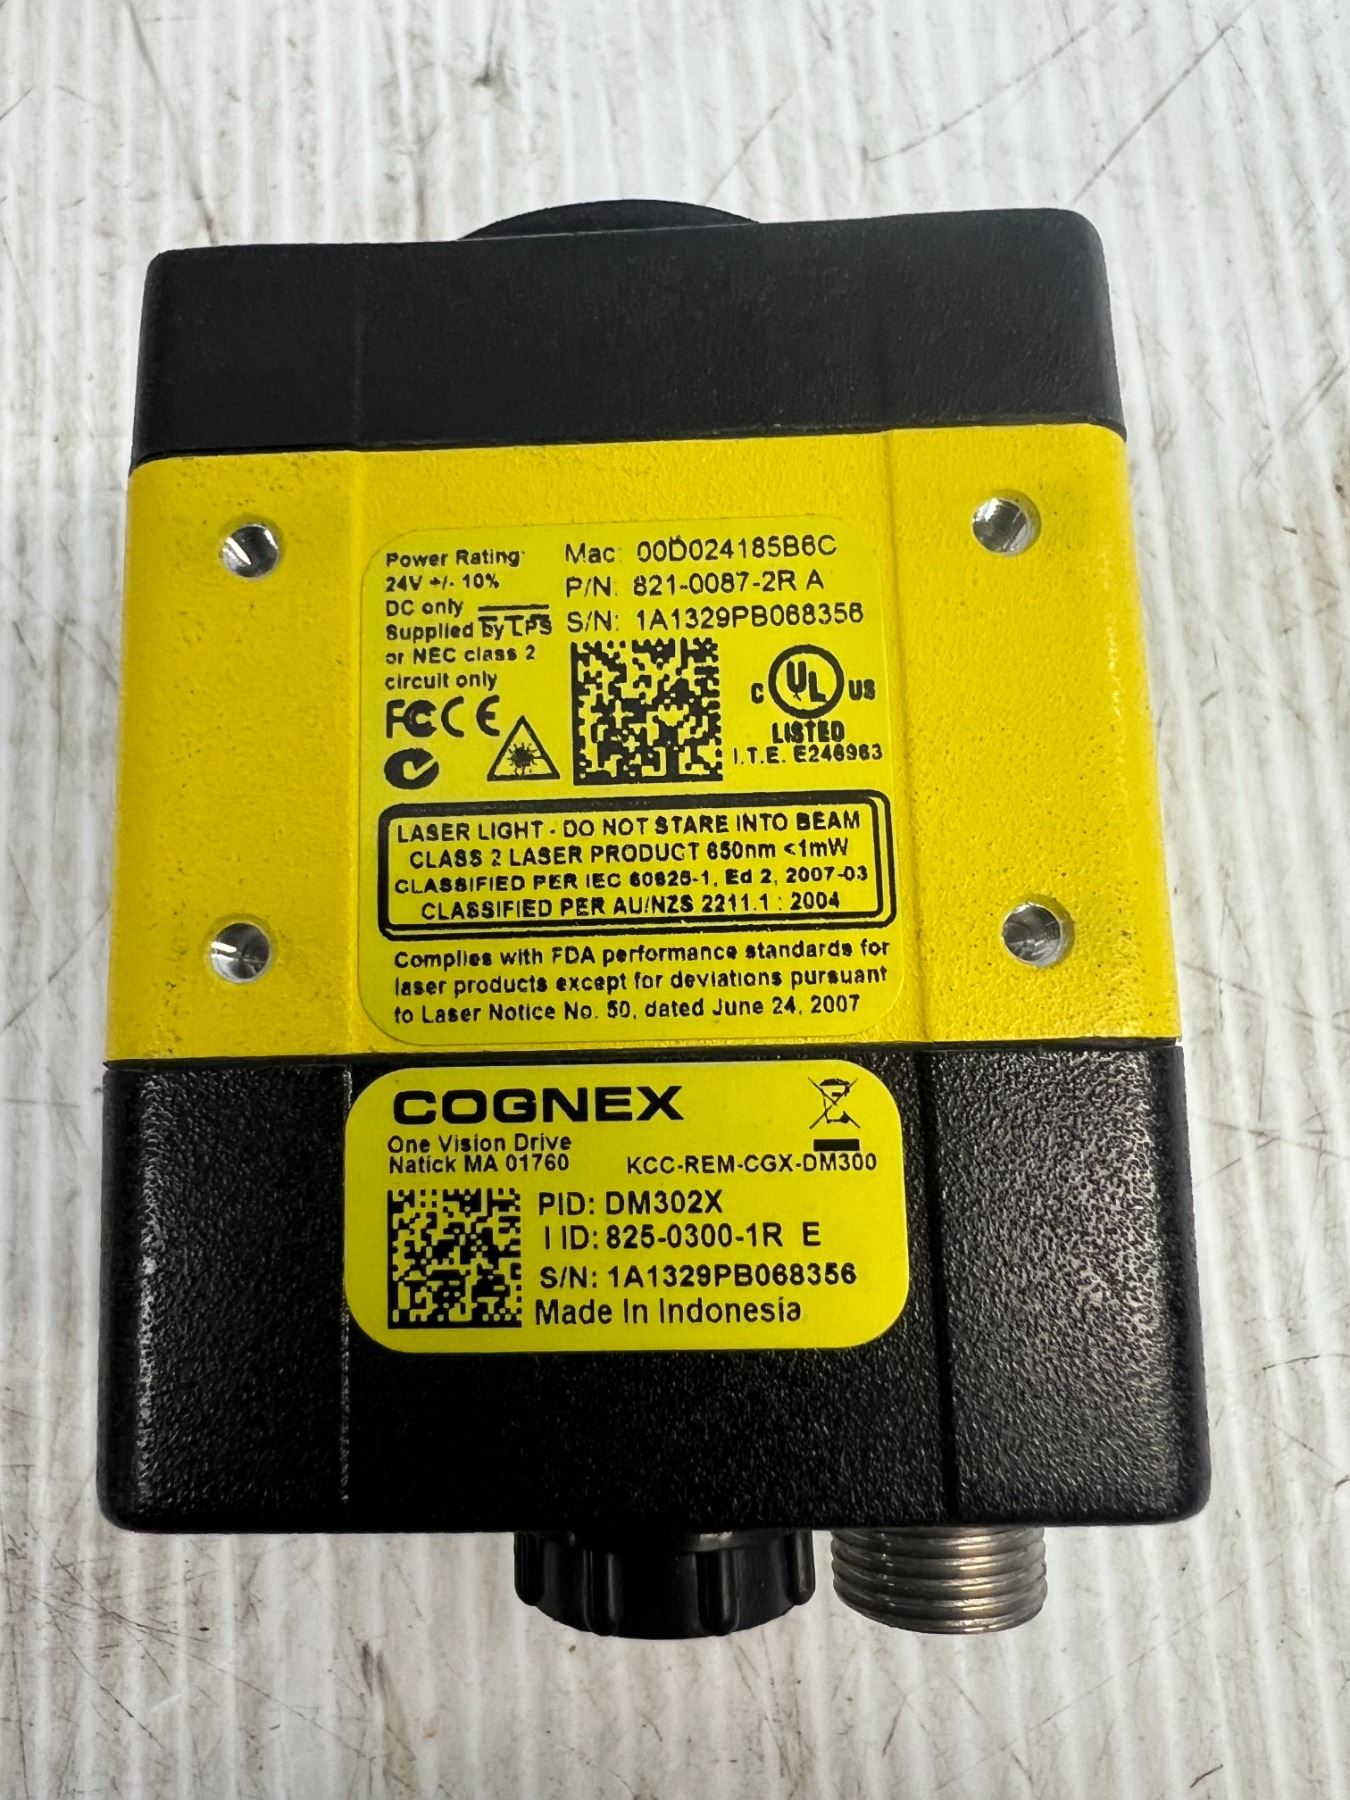 Power Rating:
24V +/- 10%
DC only
Supplied by LPS
or NEC class 2
circuit only
Mac: 00D024185B6C
P/N: 821-0087-2R A
S/N: 1A1329PB068356
FC CE
C UL US
LISTED
I.T.E. E246983
LASER LIGHT - DO NOT STARE INTO BEAM
CLASS 2 LASER PRODUCT 650nm <1mW
CLASSIFIED PER IEC 60825-1, Ed 2, 2007-03
CLASSIFIED PER AU/NZS 2211.1 : 2004
Complies with FDA performance standards for
laser products except for deviations pursuant
to Laser Notice No. 50, dated June 24, 2007
COGNEX
One Vision Drive
Natick MA 01760
KCC-REM-CGX-DM300
PID: DM302X
I ID: 825-0300-1R E
S/N: 1A1329PB068356
Made In Indonesia